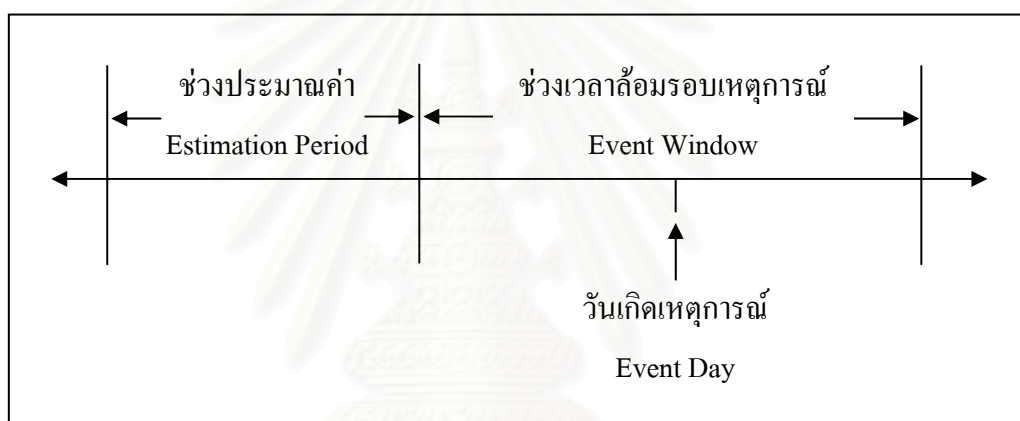 ช่วงประมาณค่า
Estimation Period
ช่วงเวลาล้อมรอบเหตุการณ์
Event Window
วันเกิดเหตุการณ์
Event Day